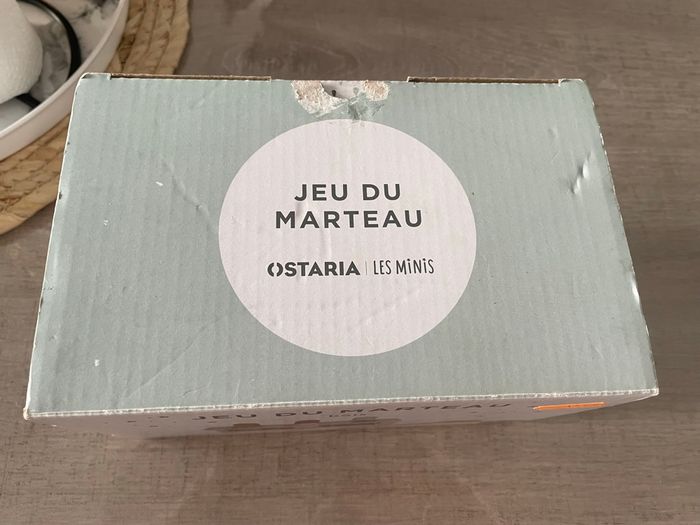 JEU DU
MARTEAU
OSTARIA | LES MiNiS
JEU DU MARTEAU